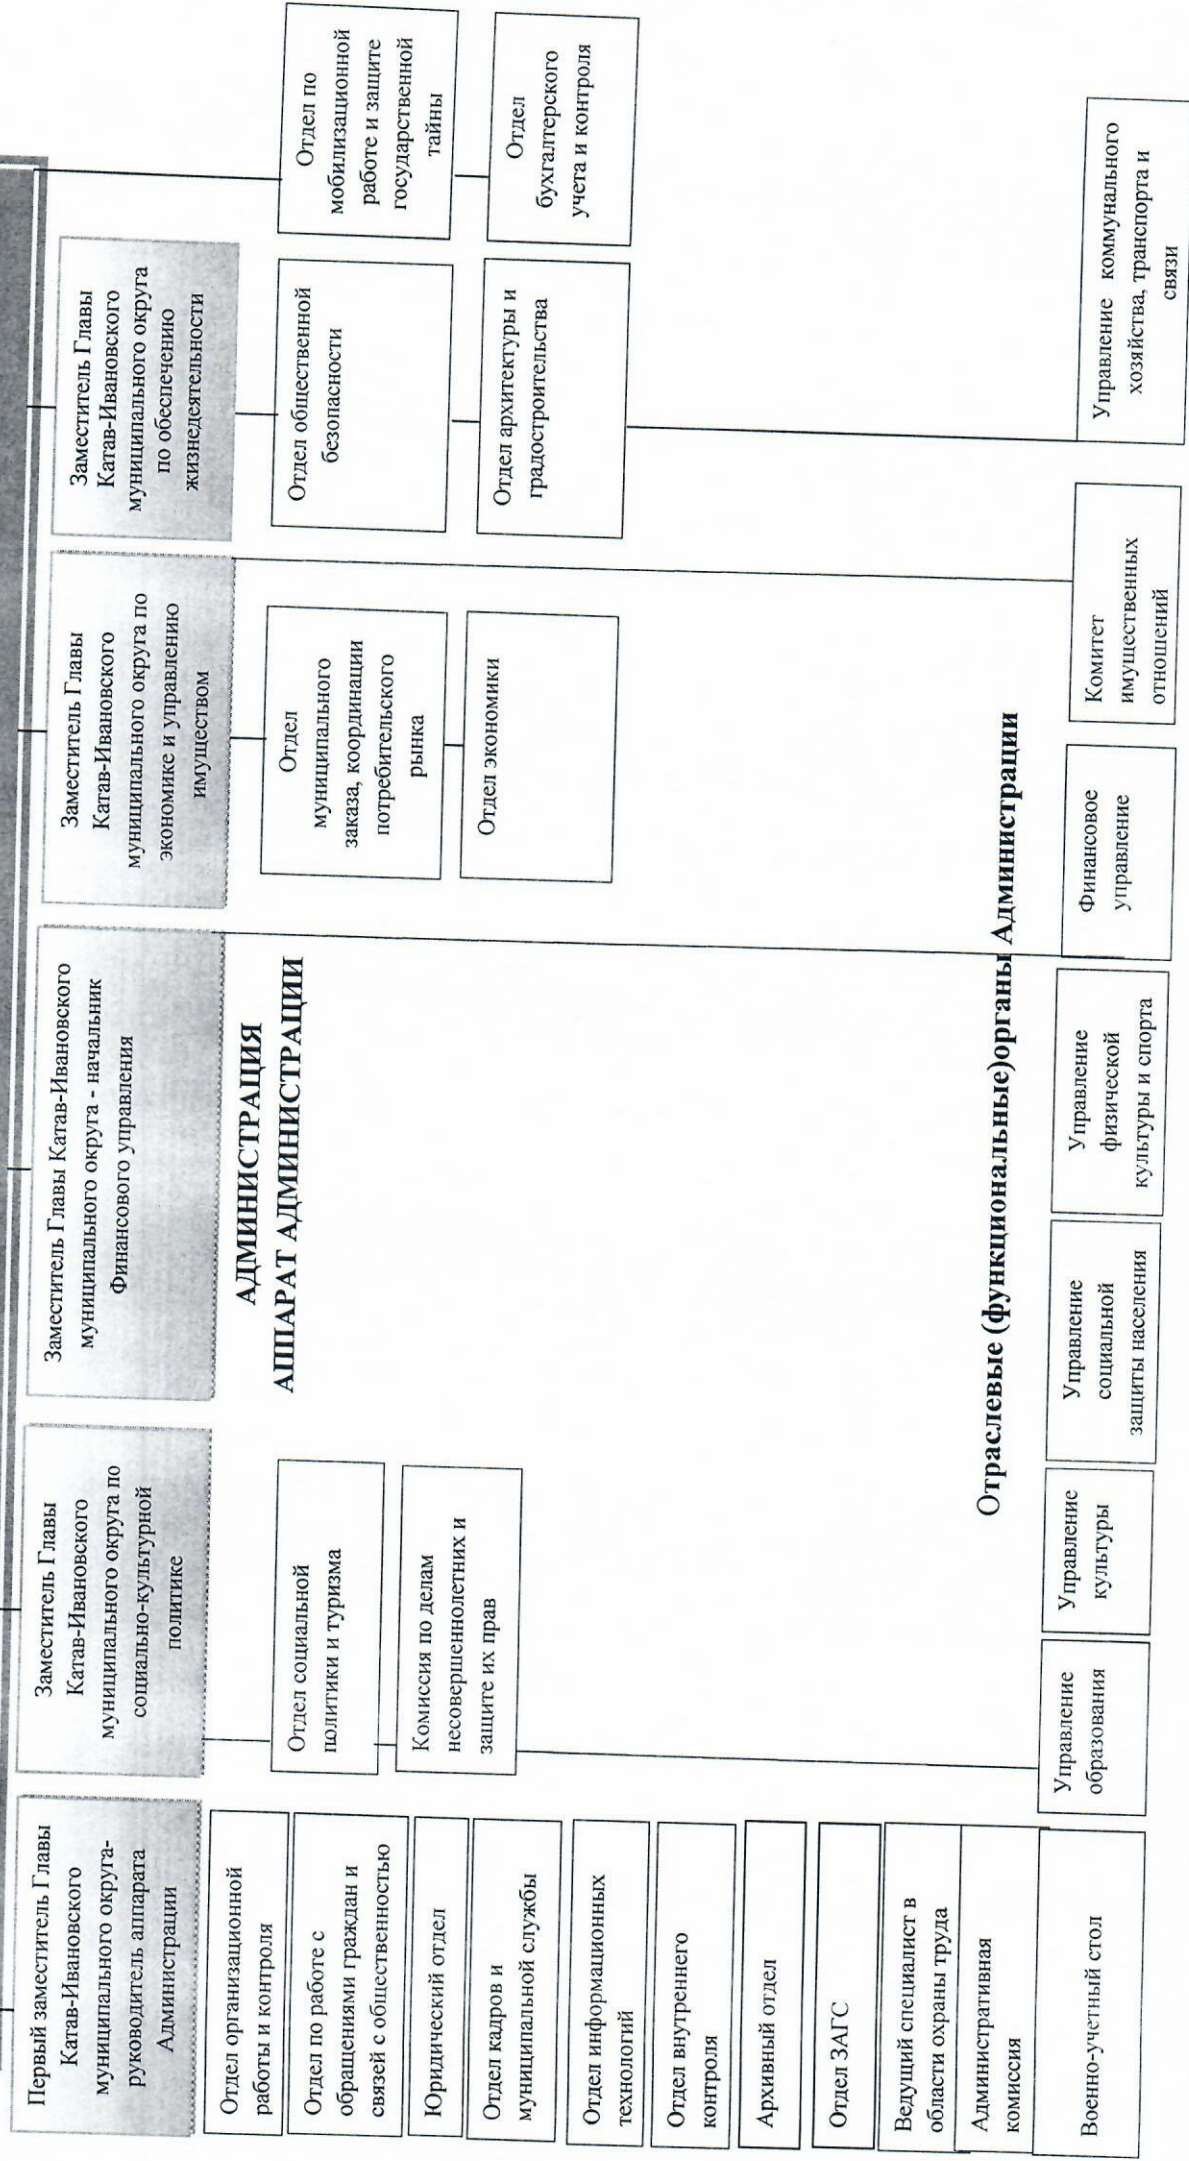 Первый заместитель Главы
Катав-Ивановского
муниципального округа-
руководитель аппарата
Администрации
Заместитель Главы
Катав-Ивановского
муниципального округа по
социально-культурной
политике
Заместитель Главы Катав-Ивановского
муниципального округа - начальник
Финансового управления
Заместитель Главы
Катав-Ивановского
муниципального округа по
экономике и управлению
имуществом
Заместитель Главы
Катав-Ивановского
муниципального округа
по обеспечению
жизнедеятельности
АДМИНИСТРАЦИЯ
АППАРАТ АДМИНИСТРАЦИИ
Отдел организационной
работы и контроля
Отдел по работе с
обращениями граждан и
связей с общественностью
Юридический отдел
Отдел кадров и
муниципальной службы
Отдел информационных
технологий
Отдел внутреннего
контроля
Архивный отдел
Отдел ЗАГС
Ведущий специалист в
области охраны труда
Административная
комиссия
Военно-учетный стол
Отдел социальной
политики и туризма
Комиссия по делам
несовершеннолетних и
защите их прав
Отдел
муниципального
заказа, координации
потребительского
рынка
Отдел экономики
Отдел общественной
безопасности
Отдел архитектуры и
градостроительства
Отдел по
мобилизационной
работе и защите
государственной
тайны
Отдел
бухгалтерского
учета и контроля
Отраслевые (функциональные)органы Администрации
Управление
образования
Управление
культуры
Управление
социальной
защиты населения
Управление
физической
культуры и спорта
Финансовое
управление
Комитет
имущественных
отношений
Управление коммунального
хозяйства, транспорта и
связи